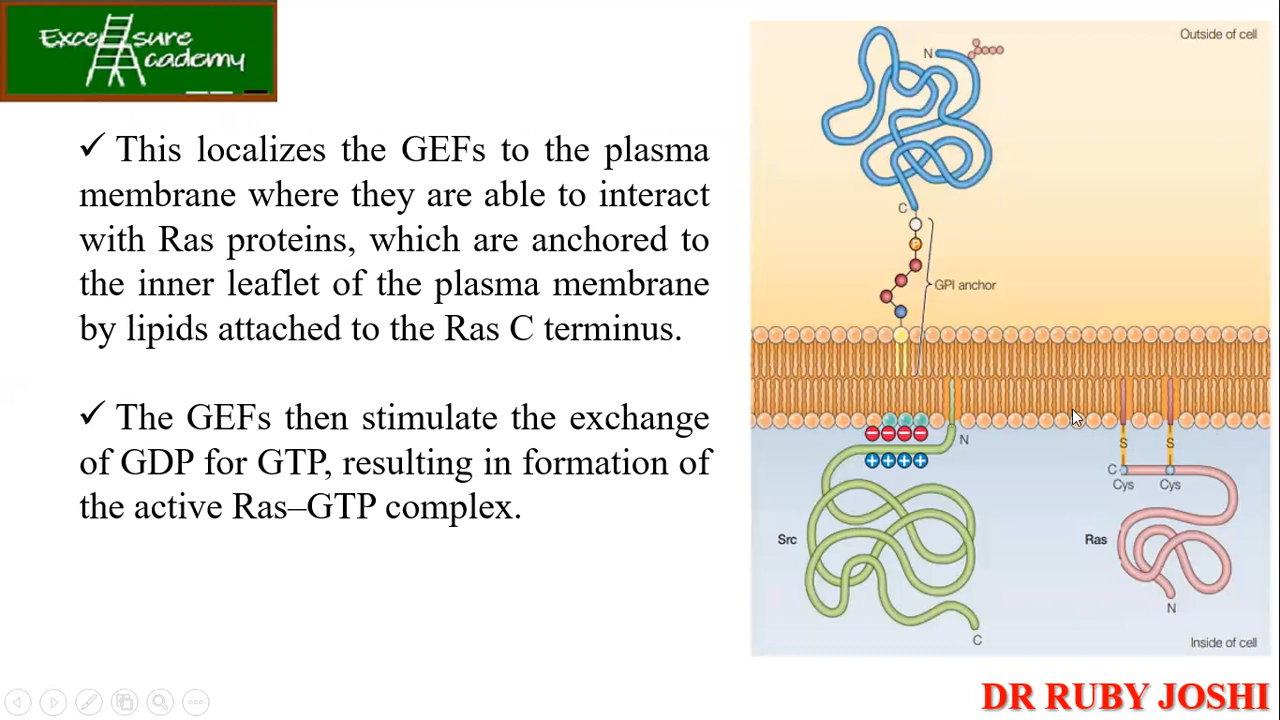 Excellsure
Academy
✓ This localizes the GEFs to the plasma
membrane where they are able to interact
with Ras proteins, which are anchored to
the inner leaflet of the plasma membrane
by lipids attached to the Ras C terminus.
✓ The GEFs then stimulate the exchange
of GDP for GTP, resulting in formation of
the active Ras–GTP complex.
Outside of cell
N
C
P
GPI anchor
− − − −
+ + + +
N
S S
C
Cys Cys
Src
Ras
N
C
Inside of cell
DR RUBY JOSHI